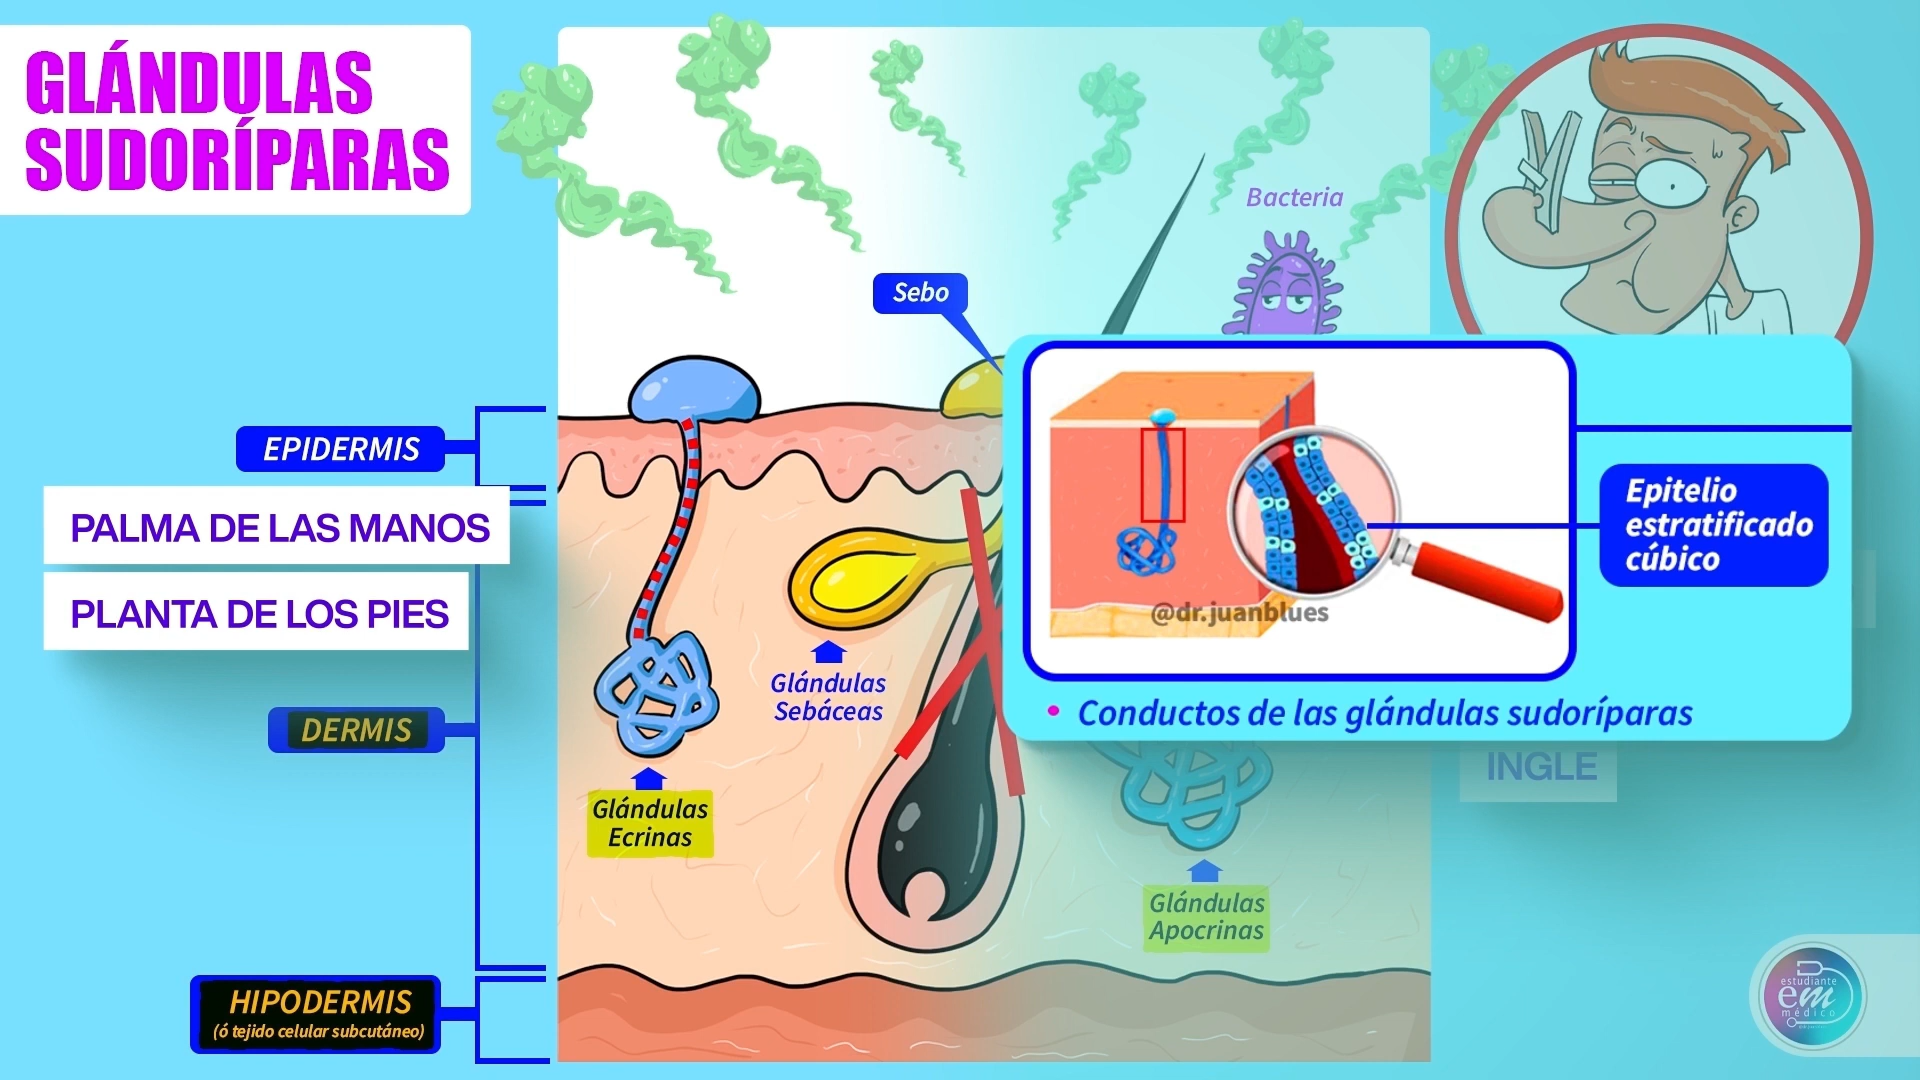 GLÁNDULAS
SUDORÍPARAS
Bacteria
Sebo
EPIDERMIS
PALMA DE LAS MANOS
PLANTA DE LOS PIES
DERMIS
HIPODERMIS
(ó tejido celular subcutáneo)
Glándulas
Sebáceas
Glándulas
Ecrinas
Epitelio
estratificado
cúbico
@dr.juanblues
• Conductos de las glándulas sudoríparas
INGLE
Glándulas
Apocrinas
estudiante
em
médico